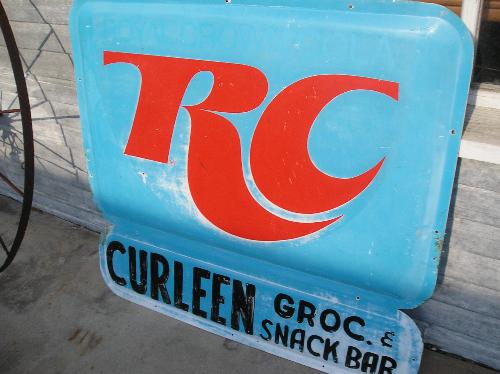 RC
CURLEEN GROC. &
SNACK BAR